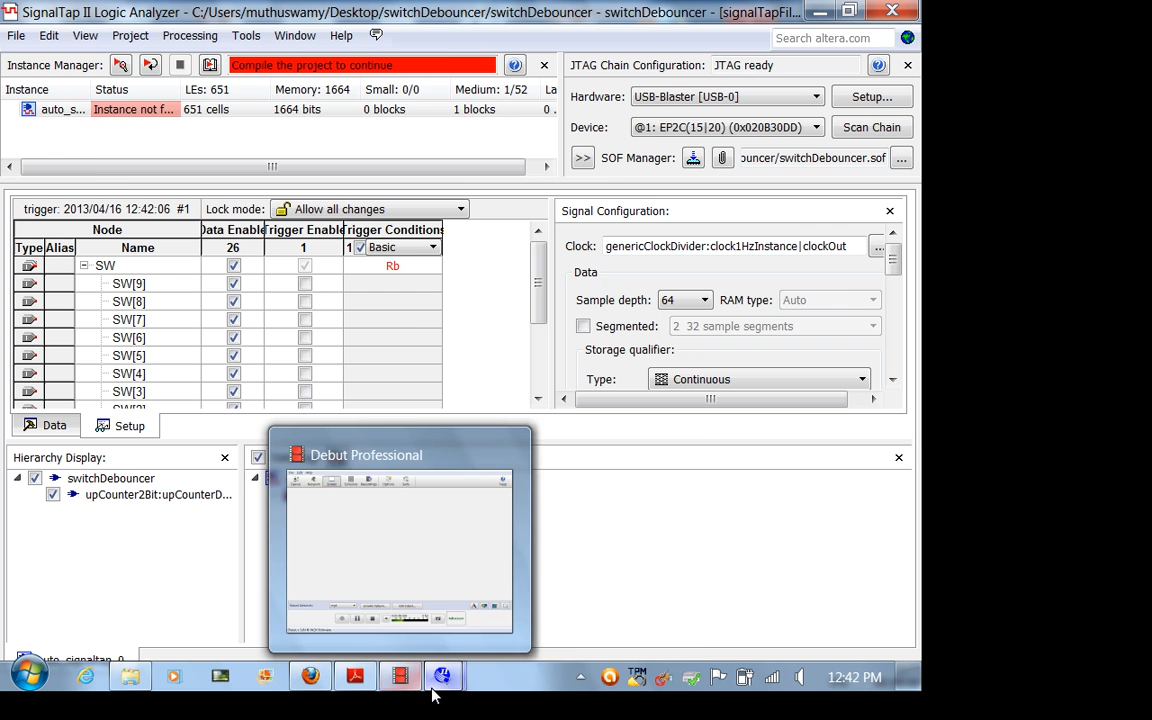 SignalTap II Logic Analyzer - C:/Users/muthuswamy/Desktop/switchDebouncer/switchDebouncer - switchDebouncer - [signalTapFil...
File Edit View Project Processing Tools Window Help
Search altera.com
Instance Manager: Compile the project to continue
JTAG Chain Configuration: JTAG ready
Instance Status LEs: 651 Memory: 1664 Small: 0/0 Medium: 1/52 La
auto_s... Instance not f... 651 cells 1664 bits 0 blocks 1 blocks 0 .
Hardware: USB-Blaster [USB-0] Setup...
Device: @1: EP2C(15|20) (0x020B30DD) Scan Chain
>> SOF Manager: ouncer/switchDebouncer.sof ...
trigger: 2013/04/16 12:42:06 #1 Lock mode: Allow all changes
Signal Configuration:
Node Data Enable Trigger Enable Trigger Conditions
Type Alias Name 26 1 1 Basic
SW Rb
SW[9]
SW[8]
SW[7]
SW[6]
SW[5]
SW[4]
SW[3]
Clock: genericClockDivider:clock1HzInstance|clockOut ...
Data
Sample depth: 64 RAM type: Auto
Segmented: 2 32 sample segments
Storage qualifier:
Type: Continuous
Data Setup
Hierarchy Display:
switchDebouncer
upCounter2Bit:upCounterD...
Debut Professional
auto_signaltap_0
12:42 PM